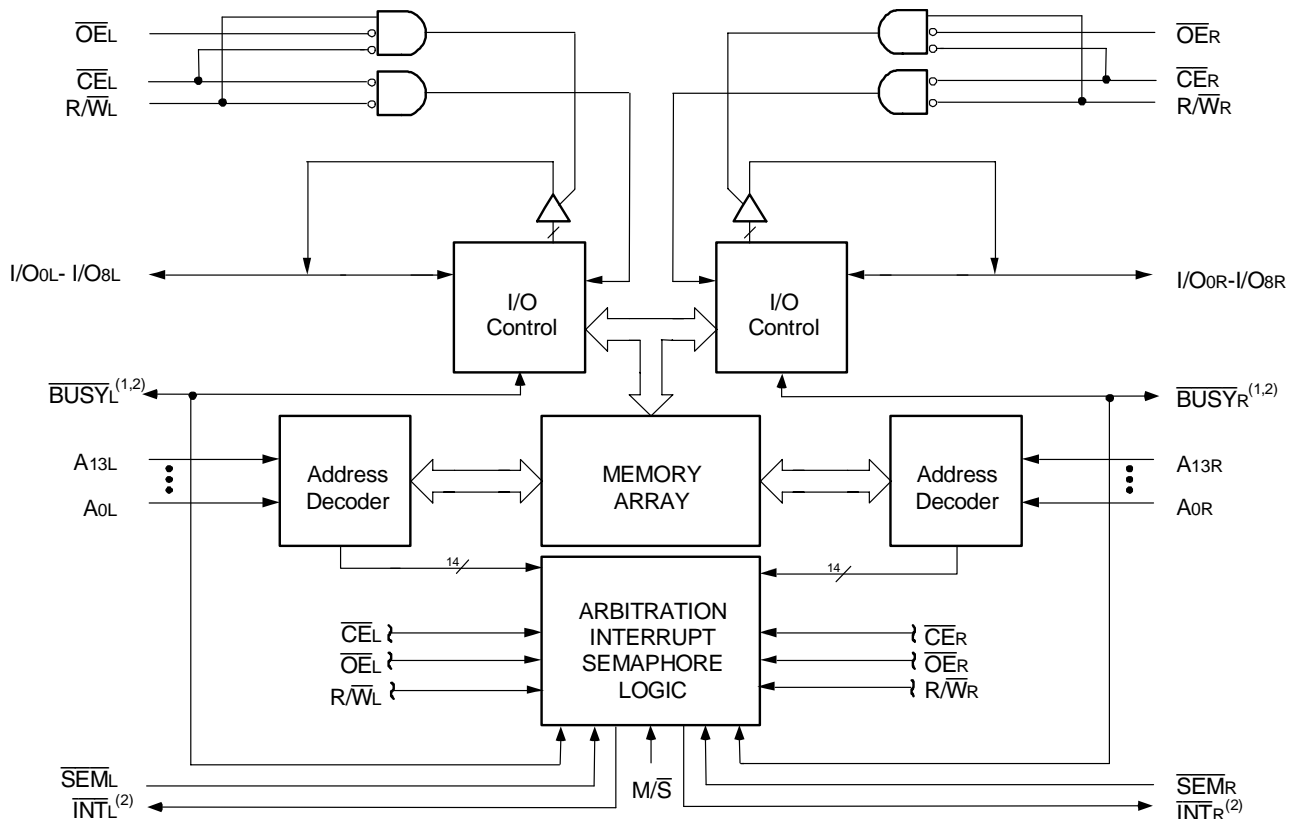 OEL
OER
CEL
CER
R/WL
R/WR
I/O0L- I/O8L
I/O Control
I/O Control
I/O0R-I/O8R
BUSYL(1,2)
BUSYR(1,2)
A13L
A0L
Address Decoder
MEMORY ARRAY
Address Decoder
A13R
A0R
14
14
ARBITRATION
INTERRUPT
SEMAPHORE
LOGIC
CEL
OEL
R/WL
CER
OER
R/WR
SEML
INTL(2)
M/S
SEMR
INTR(2)